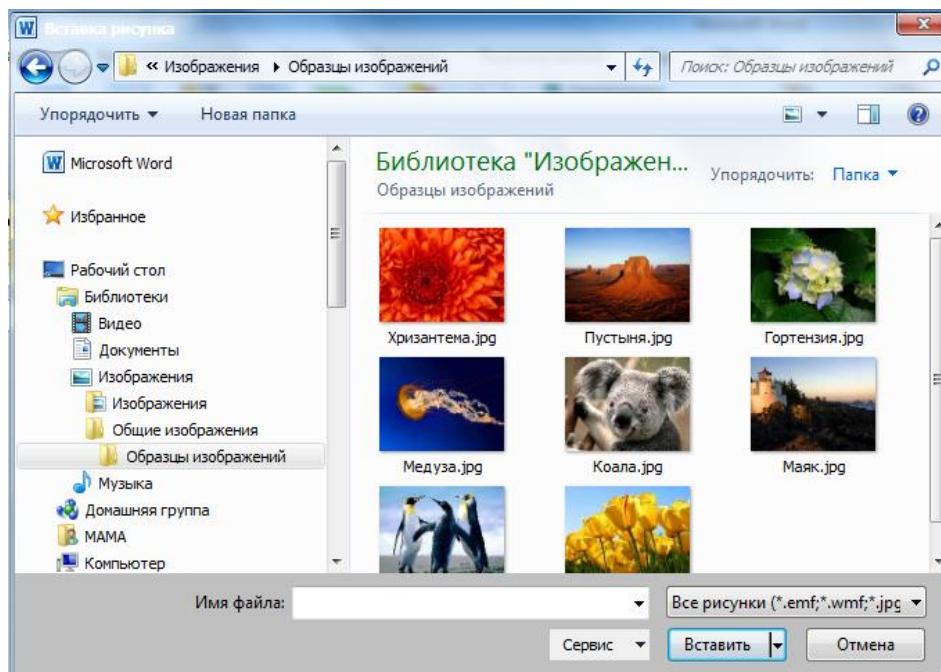 Вставка рисунка
« Изображения ▸ Образцы изображений
Поиск: Образцы изображений
Упорядочить
Новая папка
Microsoft Word
Избранное
Рабочий стол
Библиотеки
Видео
Документы
Изображения
Изображения
Общие изображения
Образцы изображений
Музыка
Домашняя группа
МАМА
Компьютер
Библиотека "Изображен...
Образцы изображений
Упорядочить: Папка
Хризантема.jpg
Пустыня.jpg
Гортензия.jpg
Медуза.jpg
Коала.jpg
Маяк.jpg
Имя файла:
Все рисунки (*.emf;*.wmf;*.jpg
Сервис
Вставить
Отмена